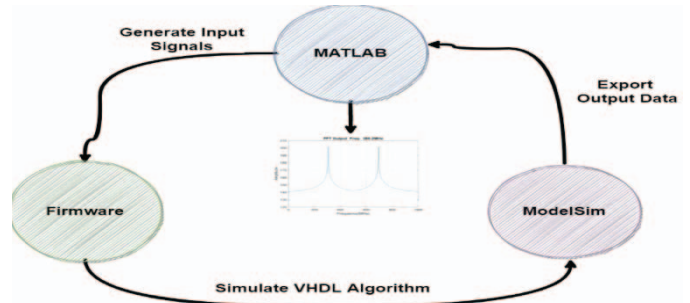 Generate Input
Signals
MATLAB
Export
Output Data
Firmware
ModelSim
Simulate VHDL Algorithm